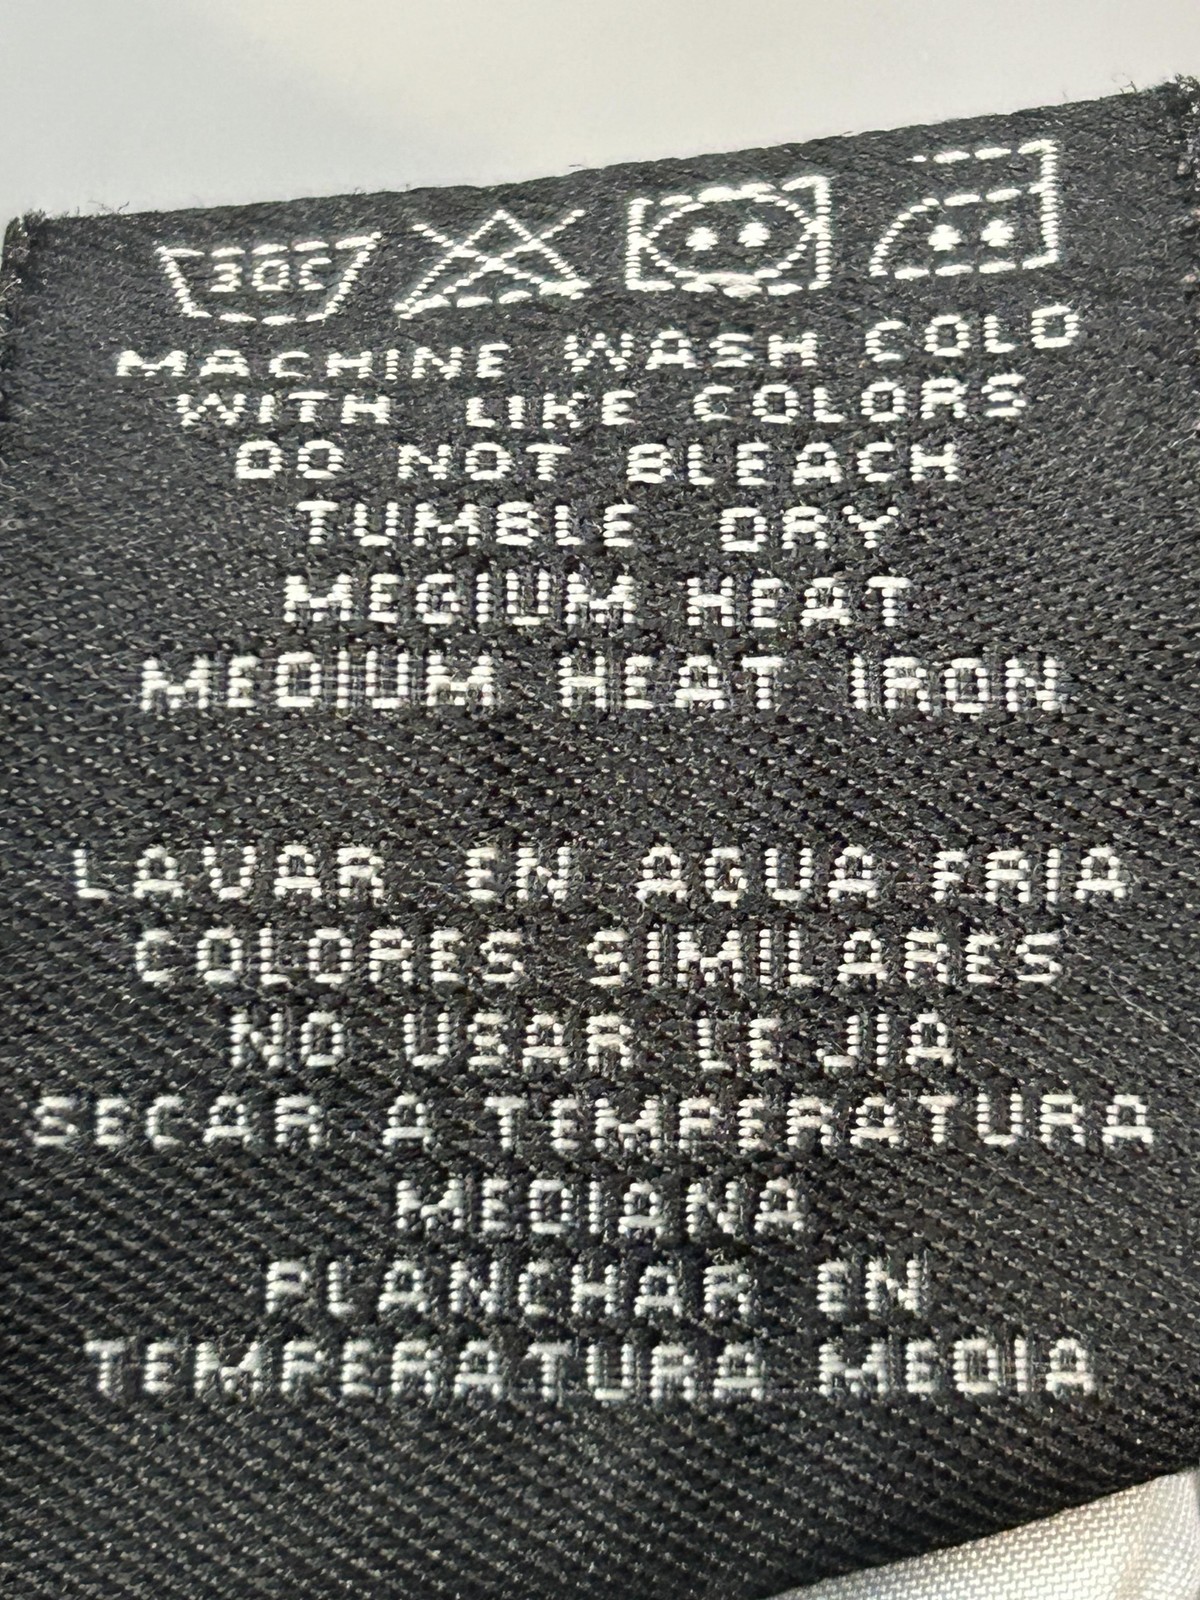 30C
MACHINE WASH COLD
WITH LIKE COLORS
DO NOT BLEACH
TUMBLE DRY
MEDIUM HEAT
MEDIUM HEAT IRON
LAVAR EN AGUA FRIA
COLORES SIMILARES
NO USAR LEJIA
SECAR A TEMPERATURA
MEDIANA
PLANCHAR EN
TEMPERATURA MEDIA